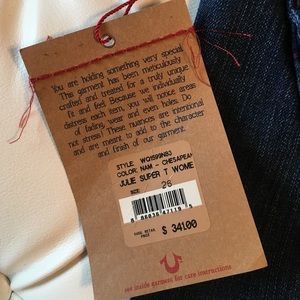 You are holding something very special
This garment has been meticulously
crafted and treated for a truly unique
fit and feel. Because we individually
distress each item, you will notice areas
of fading, wear and even holes. Do
not stress! These nuances are intentional
and are meant to add to the character
and finish of our garment.
STYLE:
COLOR: NAM - CHESAPEAK
JULIE SUPER T WOME
SIZE:
26
$ 341.00
see inside garment for care instructions